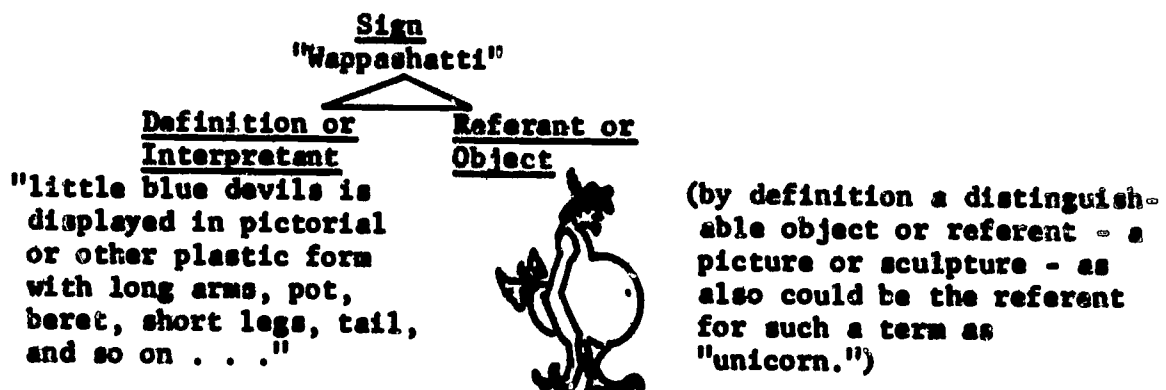 Sign
"Wappashatti"
Definition or
Interpretant
Referant or
Object
"little blue devils is
displayed in pictorial
or other plastic form
with long arms, pot,
beret, short legs, tail,
and so on . . ."
(by definition a distinguish-
able object or referent - a
picture or sculpture - as
also could be the referent
for such a term as
"unicorn.")